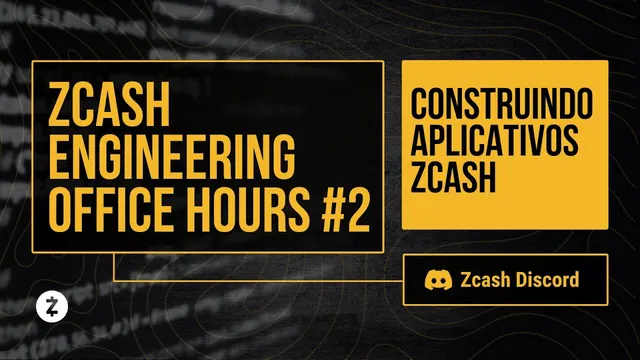 ZCASH
ENGINEERING
OFFICE HOURS #2
CONSTRUINDO
APLICATIVOS
ZCASH
Zcash Discord